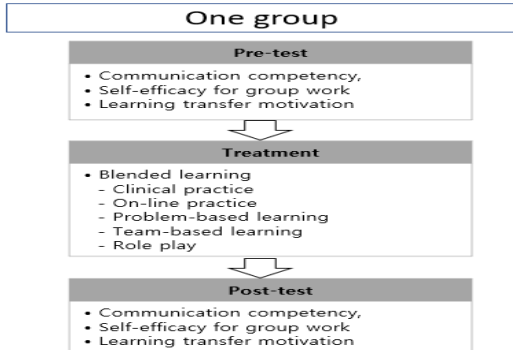 One group
Pre-test
• Communication competency,
• Self-efficacy for group work
• Learning transfer motivation
Treatment
• Blended learning
- Clinical practice
- On-line practice
- Problem-based learning
- Team-based learning
- Role play
Post-test
• Communication competency,
• Self-efficacy for group work
• Learning transfer motivation